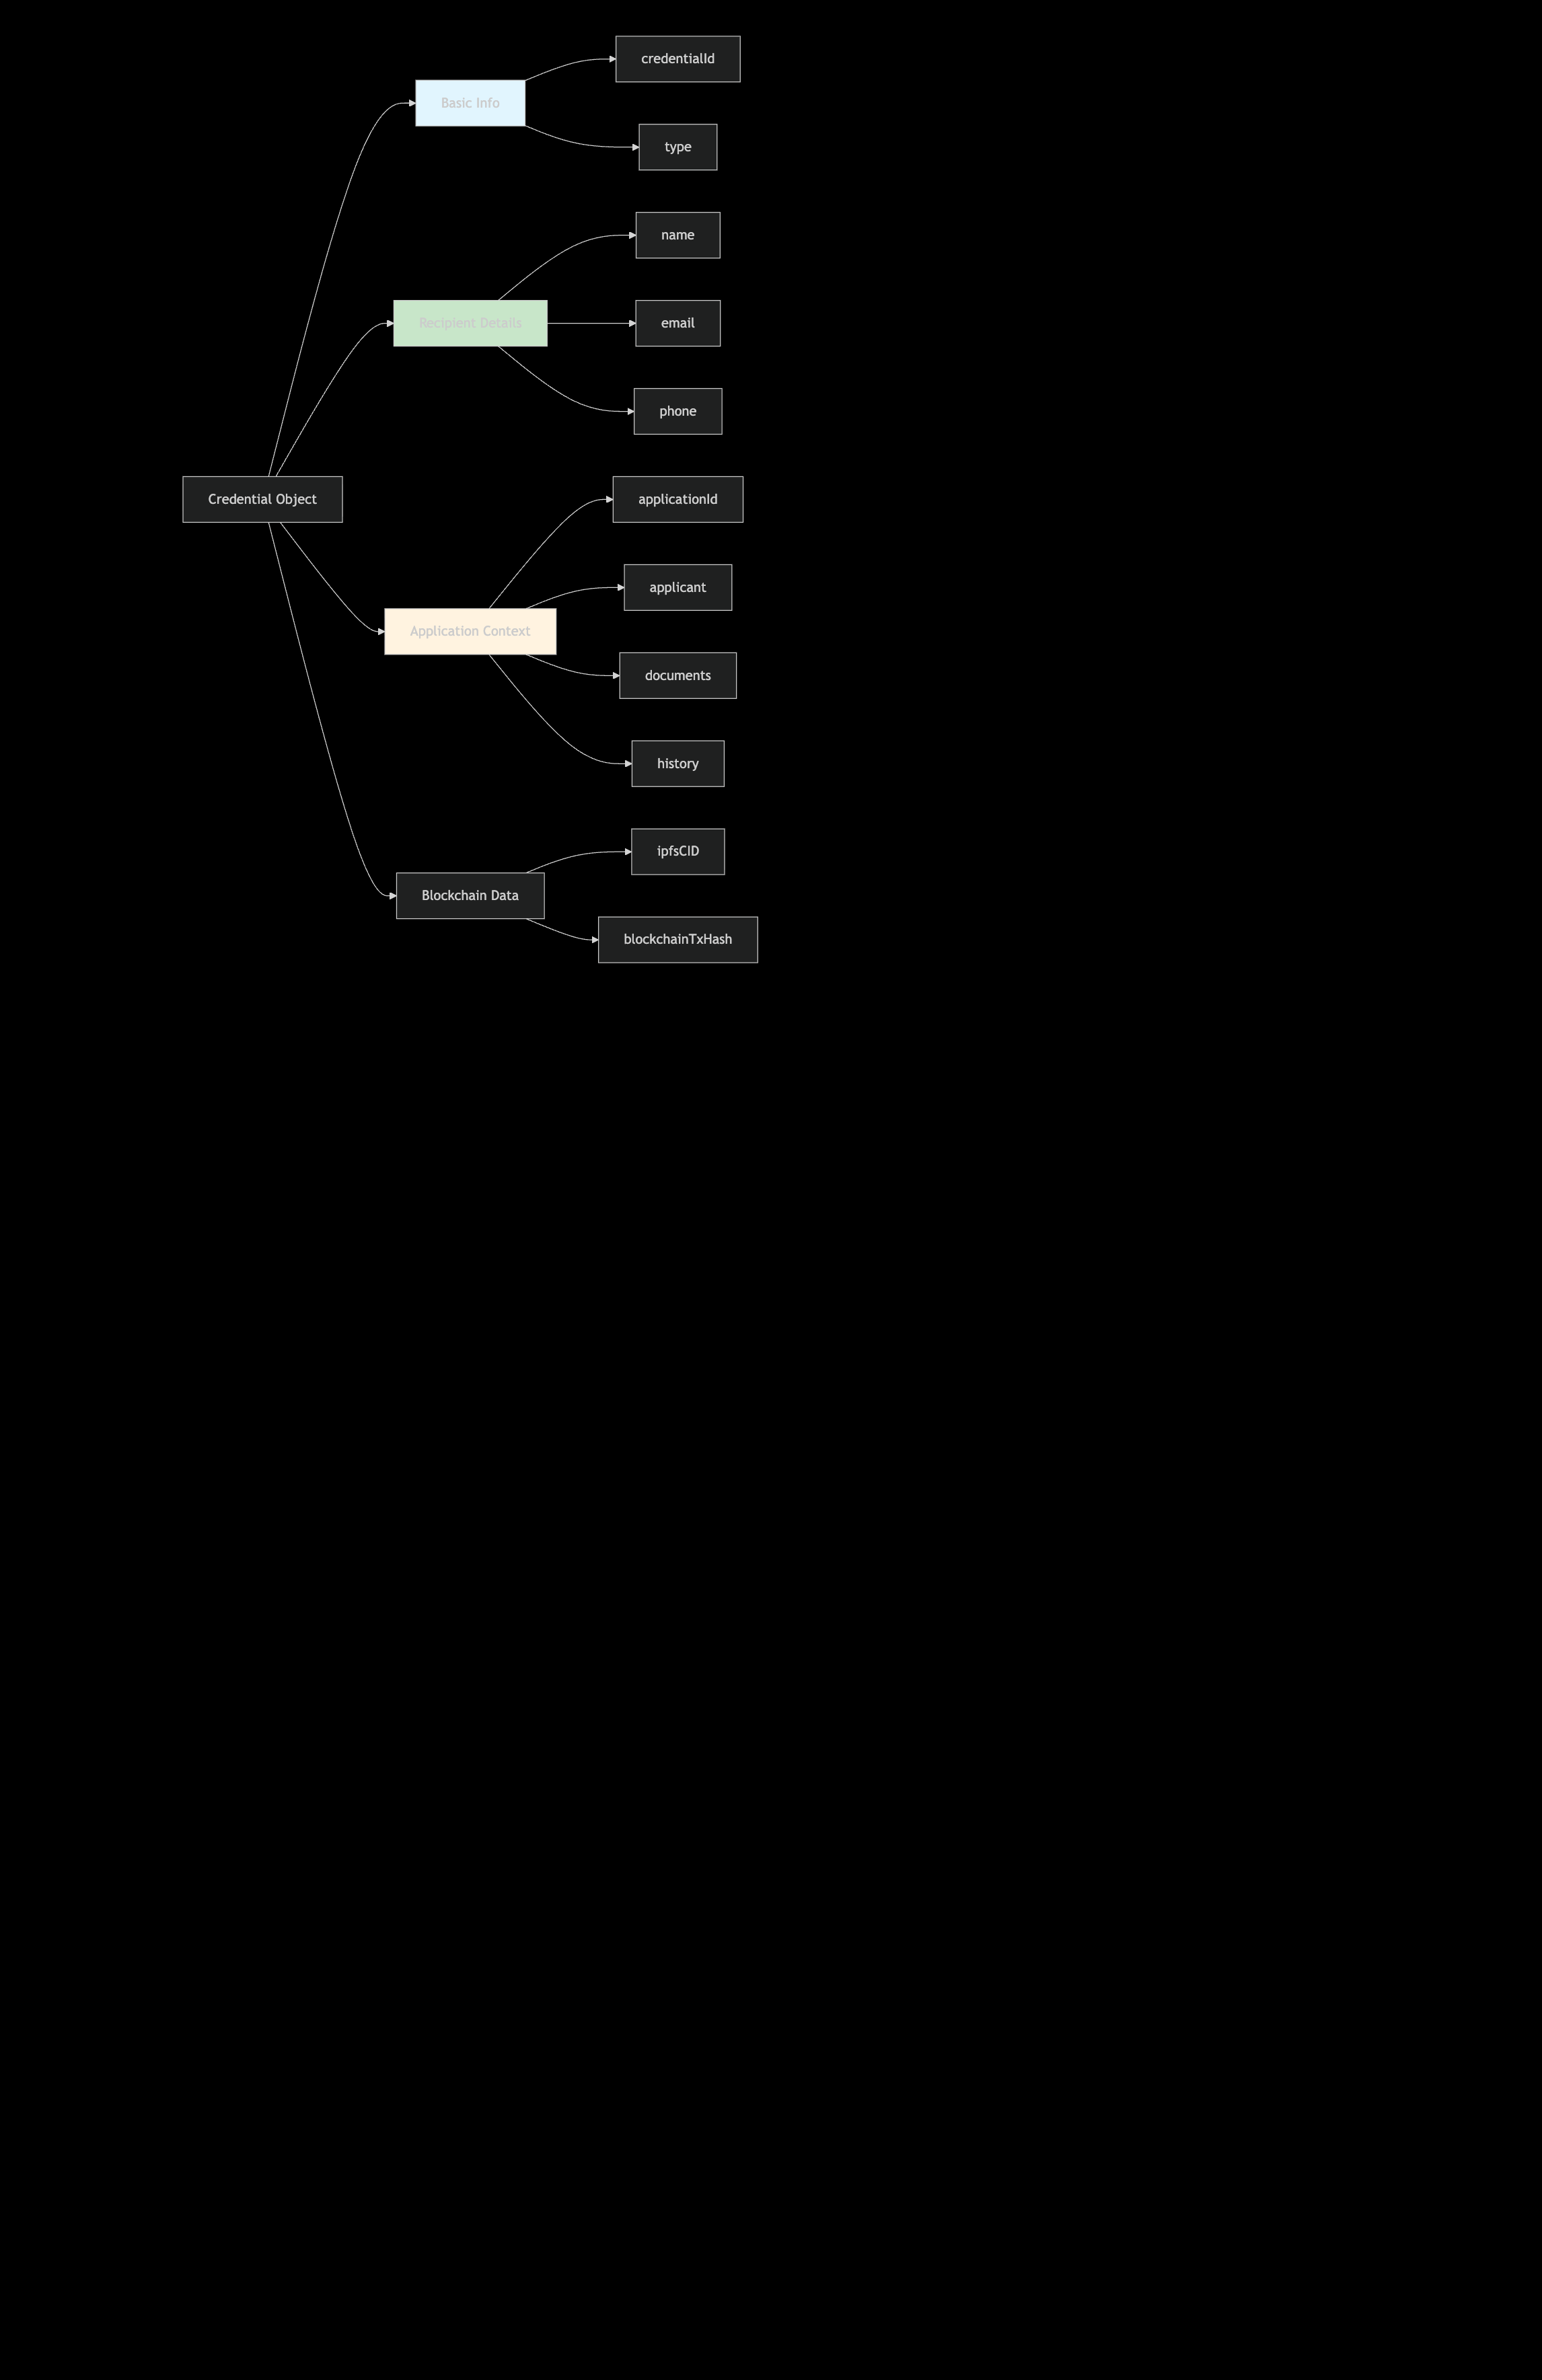 Credential Object
Basic Info
credentialId
type
Recipient Details
name
email
phone
Application Context
applicationId
applicant
documents
history
Blockchain Data
ipfsCID
blockchainTxHash